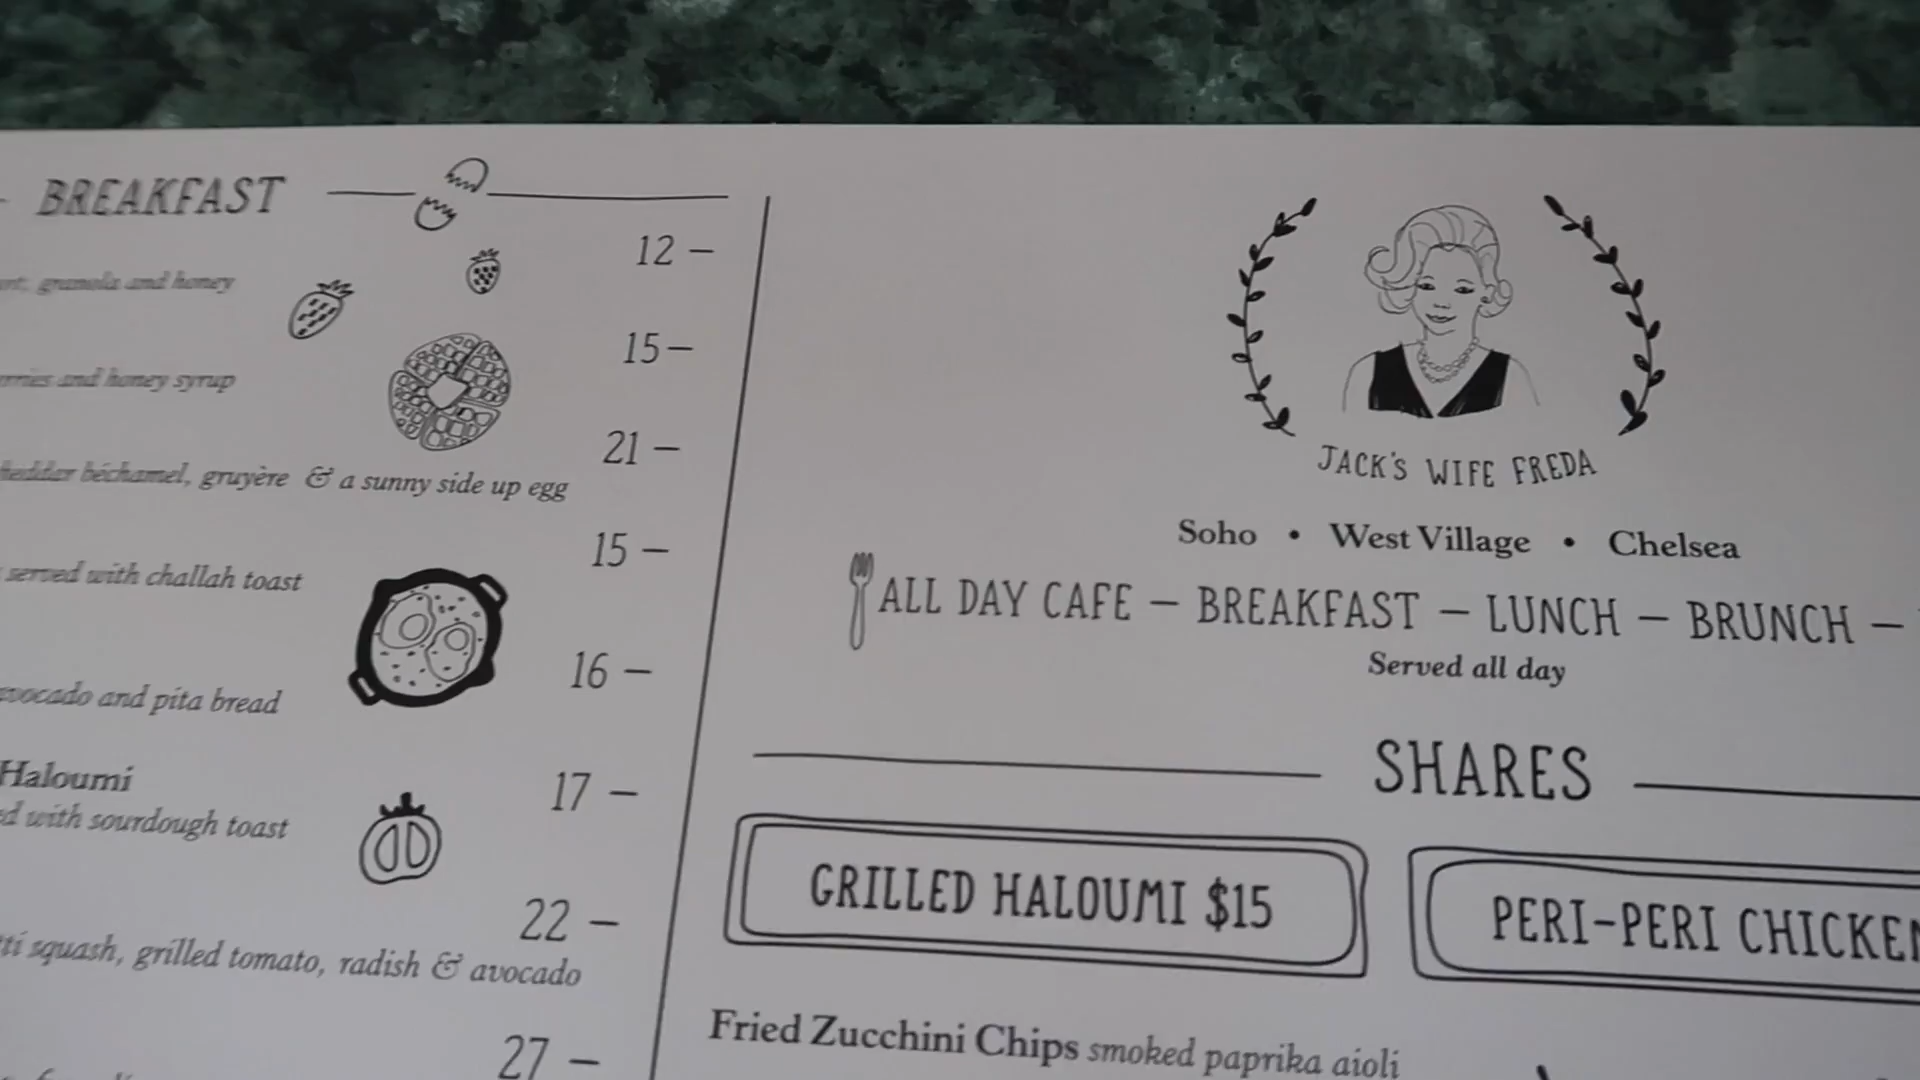 BREAKFAST
12 —
granola and honey
15 —
and honey syrup
21 —
béchamel, gruyère & a sunny side up egg
15 —
served with challah toast
16 —
avocado and pita bread
17 —
Haloumi
with sourdough toast
22 —
squash, grilled tomato, radish & avocado
27 —
JACK'S WIFE FREDA
Soho • West Village • Chelsea
ALL DAY CAFE — BREAKFAST — LUNCH — BRUNCH —
Served all day
SHARES
GRILLED HALOUMI $15
PERI-PERI CHICKEN
Fried Zucchini Chips smoked paprika aioli